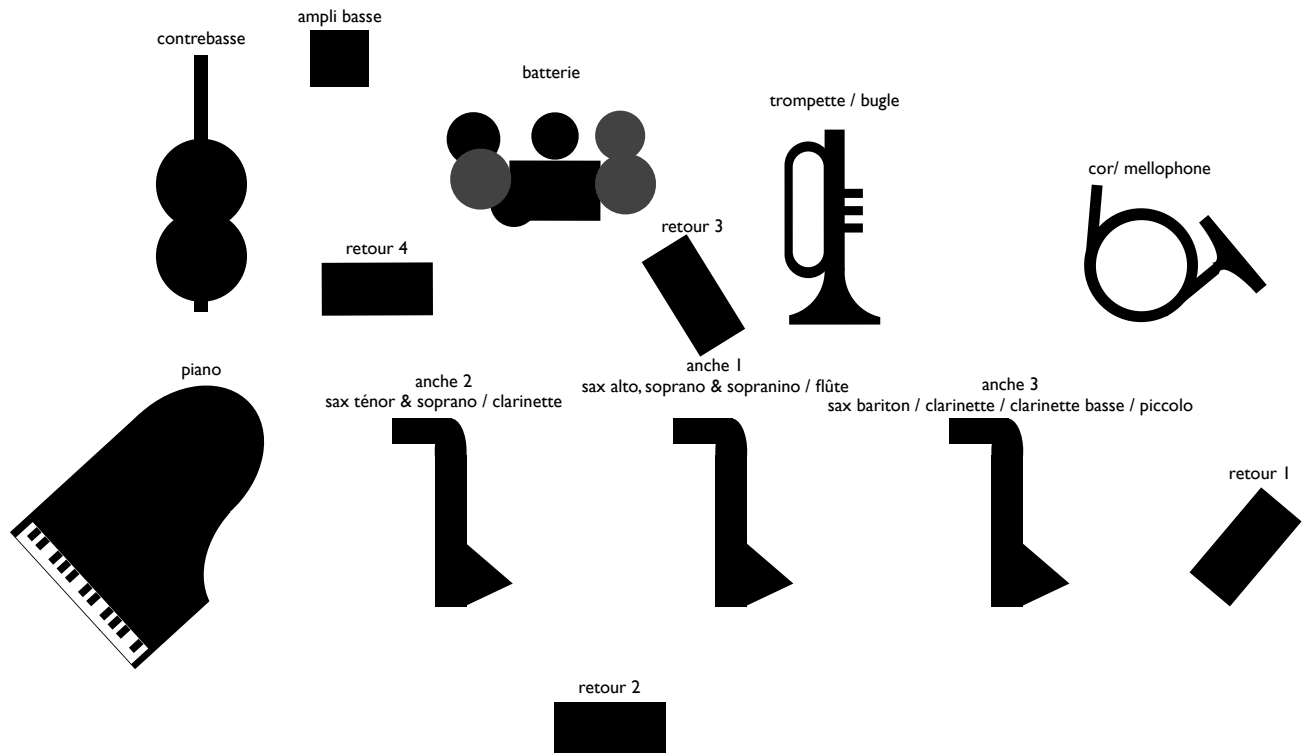 ampli basse
contrebasse
batterie
trompette / bugle
cor/ mellophone
retour 3
retour 4
piano
anche 2
sax ténor & soprano / clarinette
anche 1
sax alto, soprano & sopranino / flûte
anche 3
sax bariton / clarinette / clarinette basse / piccolo
retour 1
retour 2